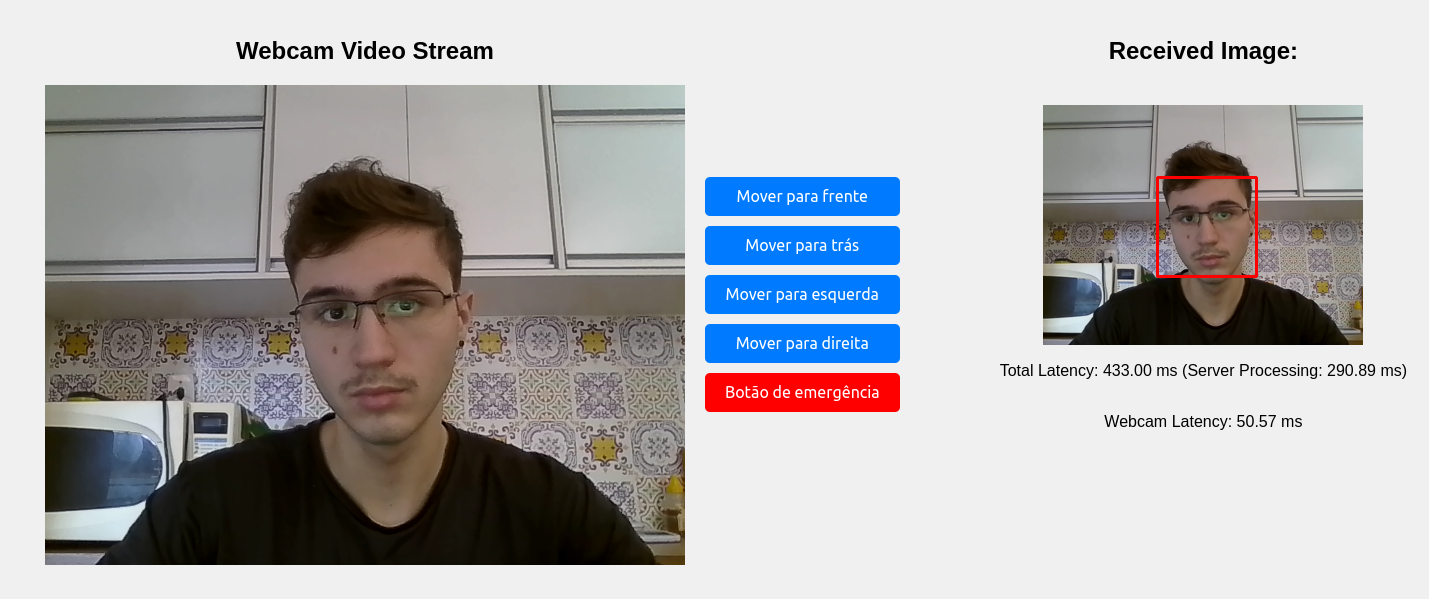 Webcam Video Stream
Mover para frente
Mover para trás
Mover para esquerda
Mover para direita
Botão de emergência
Received Image:
Total Latency: 433.00 ms (Server Processing: 290.89 ms)
Webcam Latency: 50.57 ms